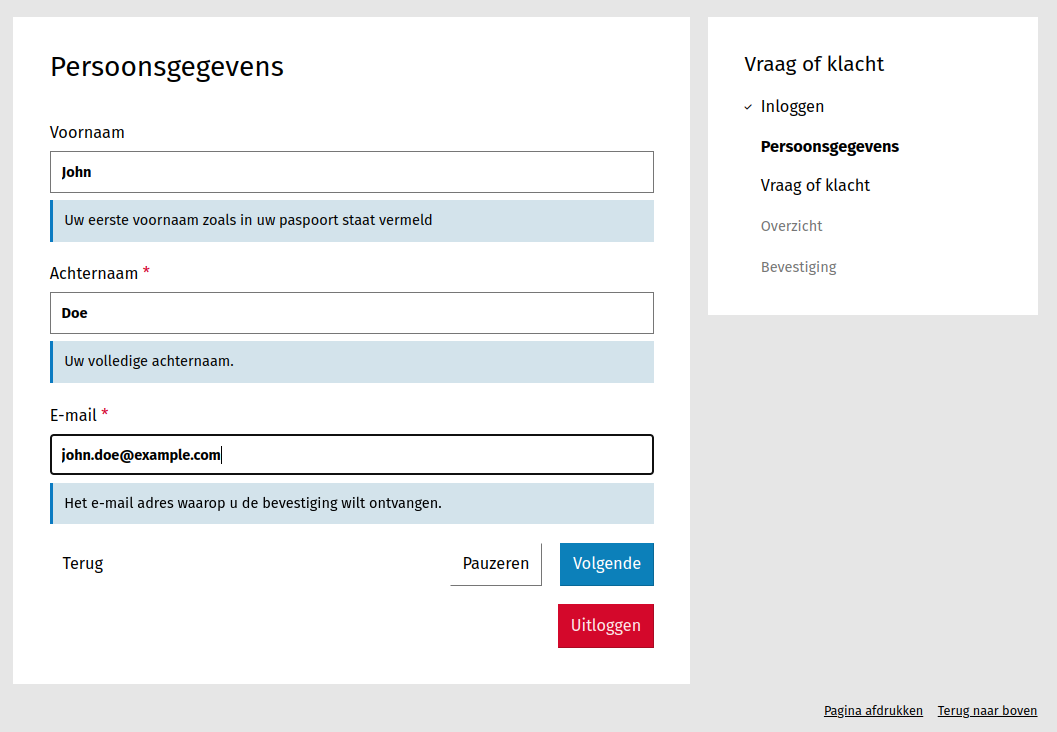 Persoonsgegevens
Voornaam
John
Uw eerste voornaam zoals in uw paspoort staat vermeld
Achternaam *
Doe
Uw volledige achternaam.
E-mail *
john.doe@example.com
Het e-mail adres waarop u de bevestiging wilt ontvangen.
Terug
Pauzeren
Volgende
Uitloggen
Vraag of klacht
Inloggen
Persoonsgegevens
Vraag of klacht
Overzicht
Bevestiging
Pagina afdrukken
Terug naar boven